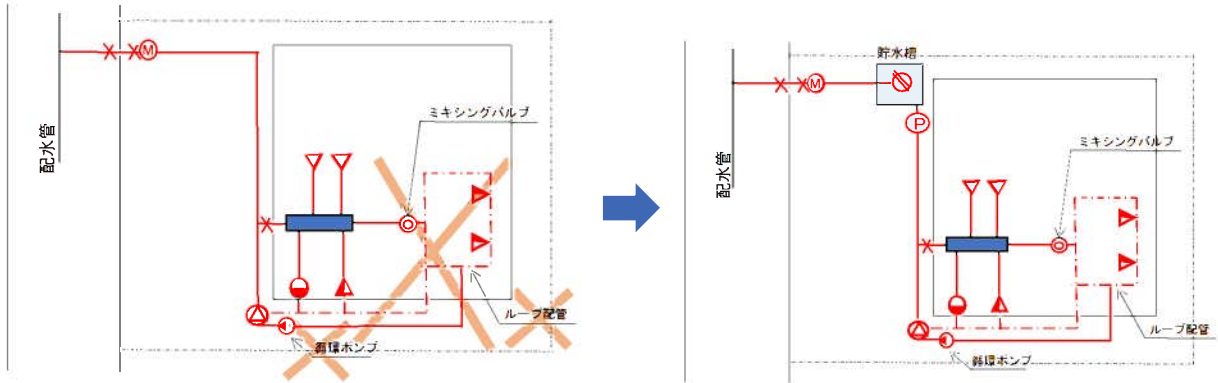 配水管
M
ミキシングバルブ
ループ配管
循環ポンプ
配水管
M
貯水槽
P
ミキシングバルブ
ループ配管
循環ポンプ